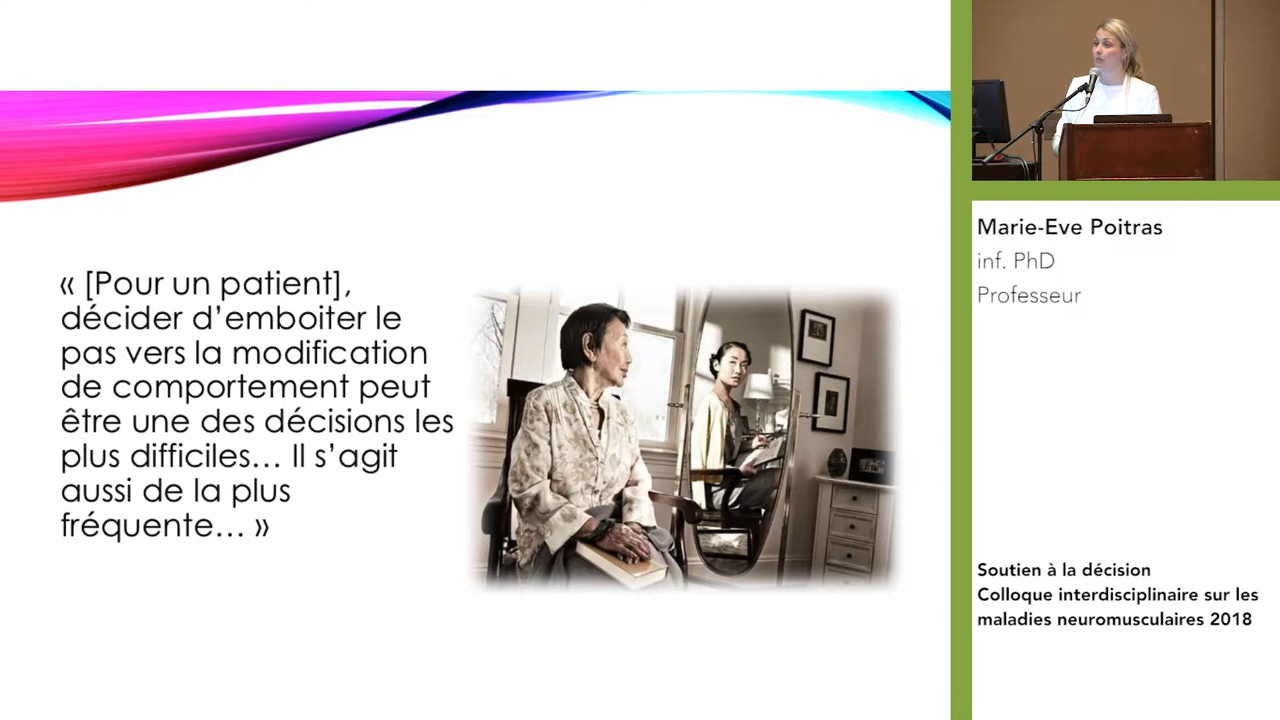 « [Pour un patient],
décider d’emboiter le
pas vers la modification
de comportement peut
être une des décisions les
plus difficiles… Il s’agit
aussi de la plus
fréquente… »
Marie-Eve Poitras
inf. PhD
Professeur
Soutien à la décision
Colloque interdisciplinaire sur les
maladies neuromusculaires 2018